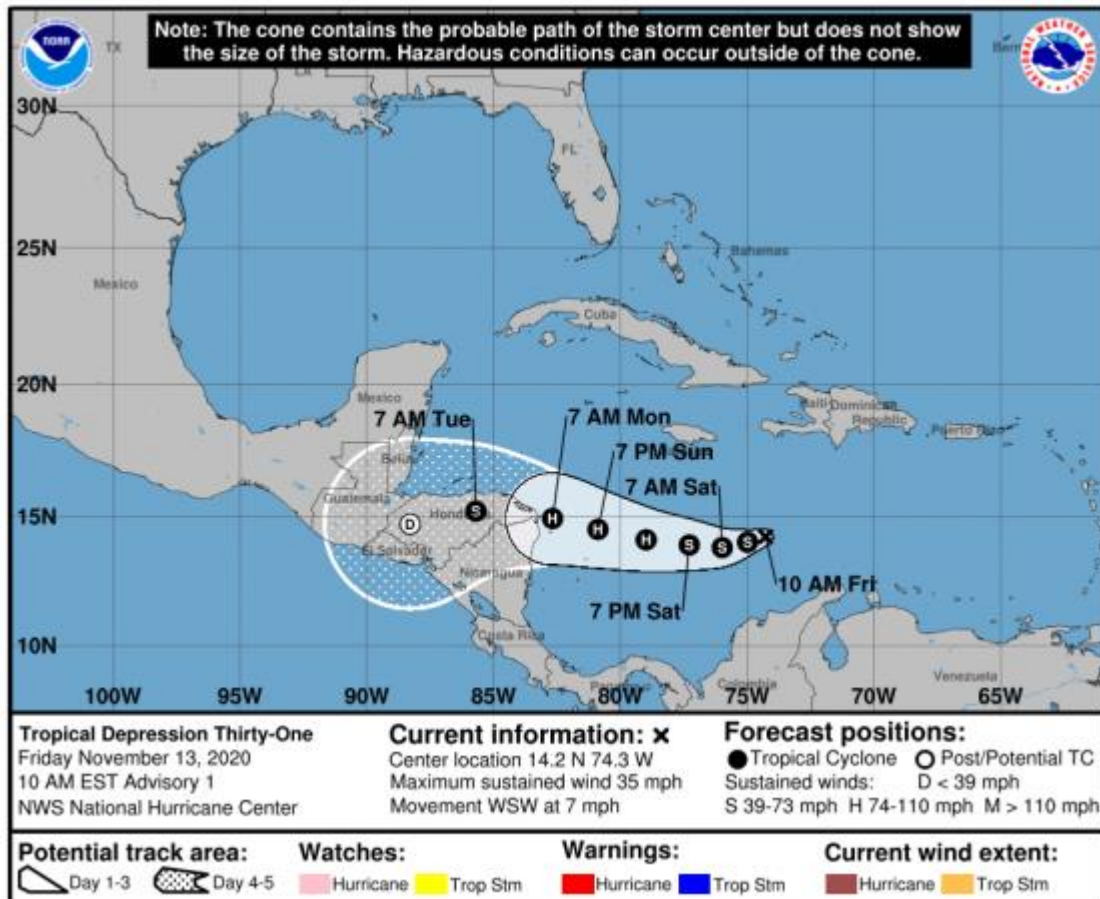 Note: The cone contains the probable path of the storm center but does not show
the size of the storm. Hazardous conditions can occur outside of the cone.
NOAA
TX
LA
30N
FL
25N
Mexico
Bahamas
Cuba
20N
Mexico
Haiti
Dominican
Republic
Puerto Rico
7 AM Tue
7 AM Mon
7 PM Sun
Belize
7 AM Sat
Guatemala
S
H
15N
D
Honduras
H
H
S
S
S
El Salvador
Nicaragua
10 AM Fri
7 PM Sat
Costa Rica
10N
Venezuela
Colombia
100W 95W 90W 85W 80W 75W 70W 65W
Tropical Depression Thirty-One
Friday November 13, 2020
10 AM EST Advisory 1
NWS National Hurricane Center
Current information: x
Center location 14.2 N 74.3 W
Maximum sustained wind 35 mph
Movement WSW at 7 mph
Forecast positions:
● Tropical Cyclone ○ Post/Potential TC
Sustained winds: D < 39 mph
S 39-73 mph H 74-110 mph M > 110 mph
Potential track area:
Day 1-3 Day 4-5
Watches:
Hurricane Trop Stm
Warnings:
Hurricane Trop Stm
Current wind extent:
Hurricane Trop Stm